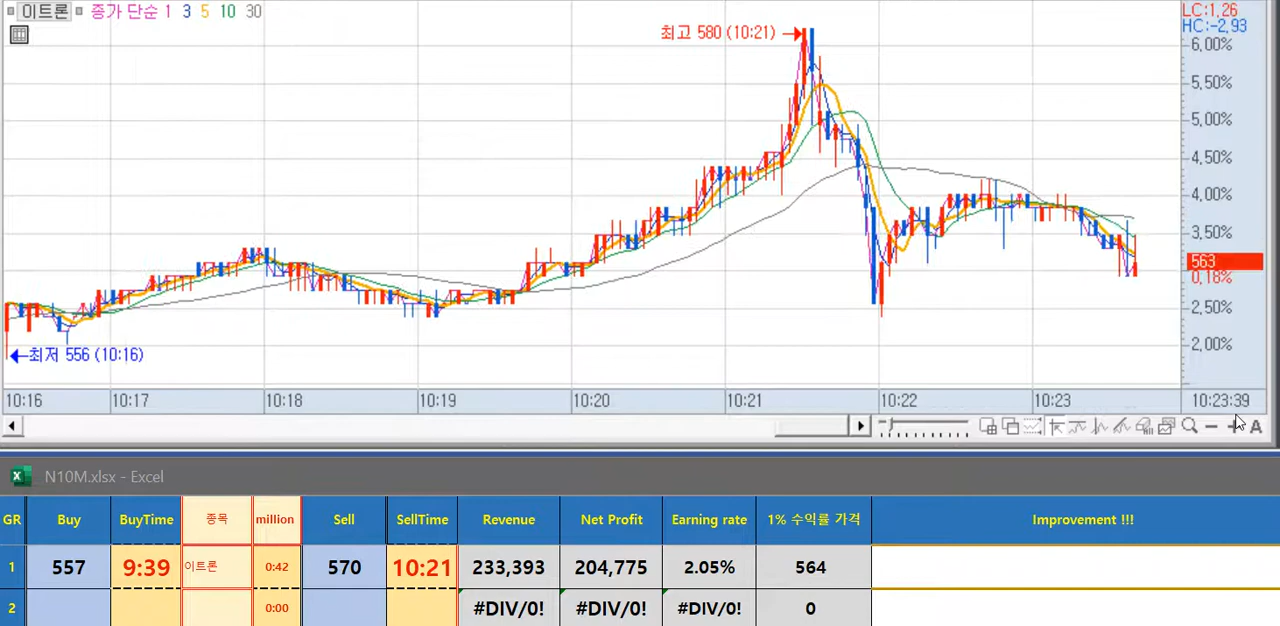 이트론 종가 단순 1 3 5 10 30
최고 580 (10:21)
LC:1,26
HC:-2,93
6,00%
5,50%
5,00%
4,50%
4,00%
3,50%
563
0,18%
2,50%
2,00%
최저 556 (10:16)
10:16 10:17 10:18 10:19 10:20 10:21 10:22 10:23 10:23:39
A
N10M.xlsx - Excel
GR Buy BuyTime 종목 million Sell SellTime Revenue Net Profit Earning rate 1% 수익률 가격 Improvement !!!
1 557 9:39 이트론 0:42 570 10:21 233,393 204,775 2.05% 564
2 0:00 #DIV/0! #DIV/0! #DIV/0! 0